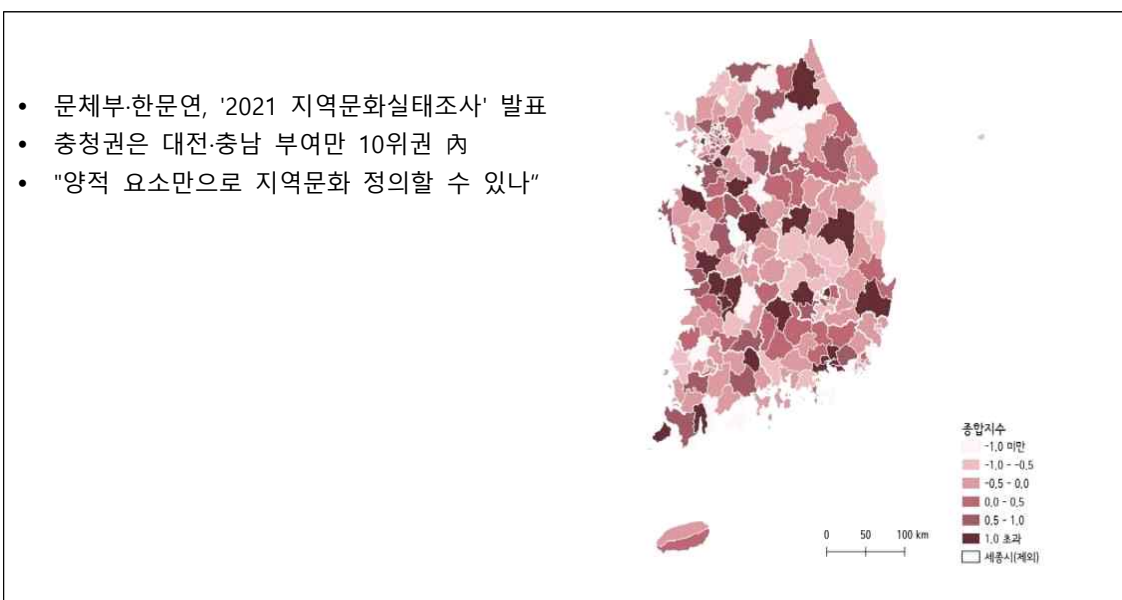 • 문체부·한문연, '2021 지역문화실태조사' 발표
• 충청권은 대전·충남 부여만 10위권 內
• "양적 요소만으로 지역문화 정의할 수 있나”
종합지수
-1.0 미만
-1.0 - -0.5
-0.5 - 0.0
0.0 - 0.5
0.5 - 1.0
1.0 초과
세종시(제외)
0 50 100 km